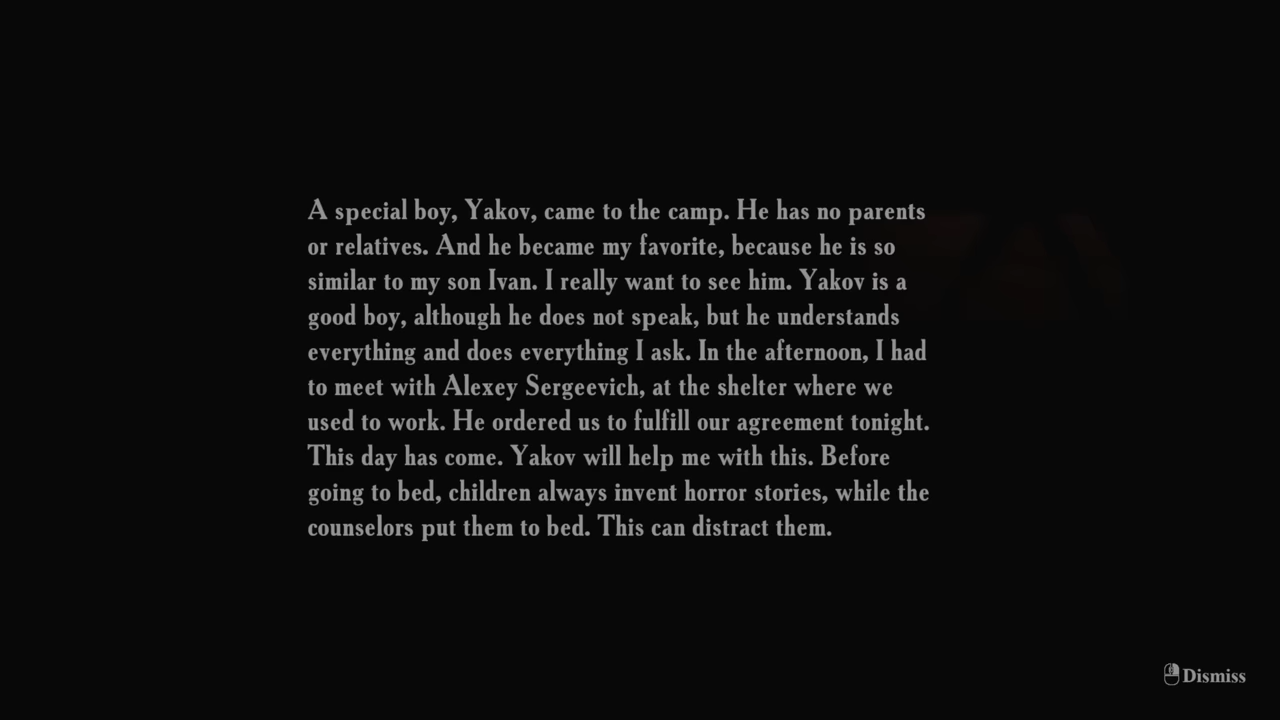 A special boy, Yakov, came to the camp. He has no parents
or relatives. And he became my favorite, because he is so
similar to my son Ivan. I really want to see him. Yakov is a
good boy, although he does not speak, but he understands
everything and does everything I ask. In the afternoon, I had
to meet with Alexey Sergeevich, at the shelter where we
used to work. He ordered us to fulfill our agreement tonight.
This day has come. Yakov will help me with this. Before
going to bed, children always invent horror stories, while the
counselors put them to bed. This can distract them.
Dismiss